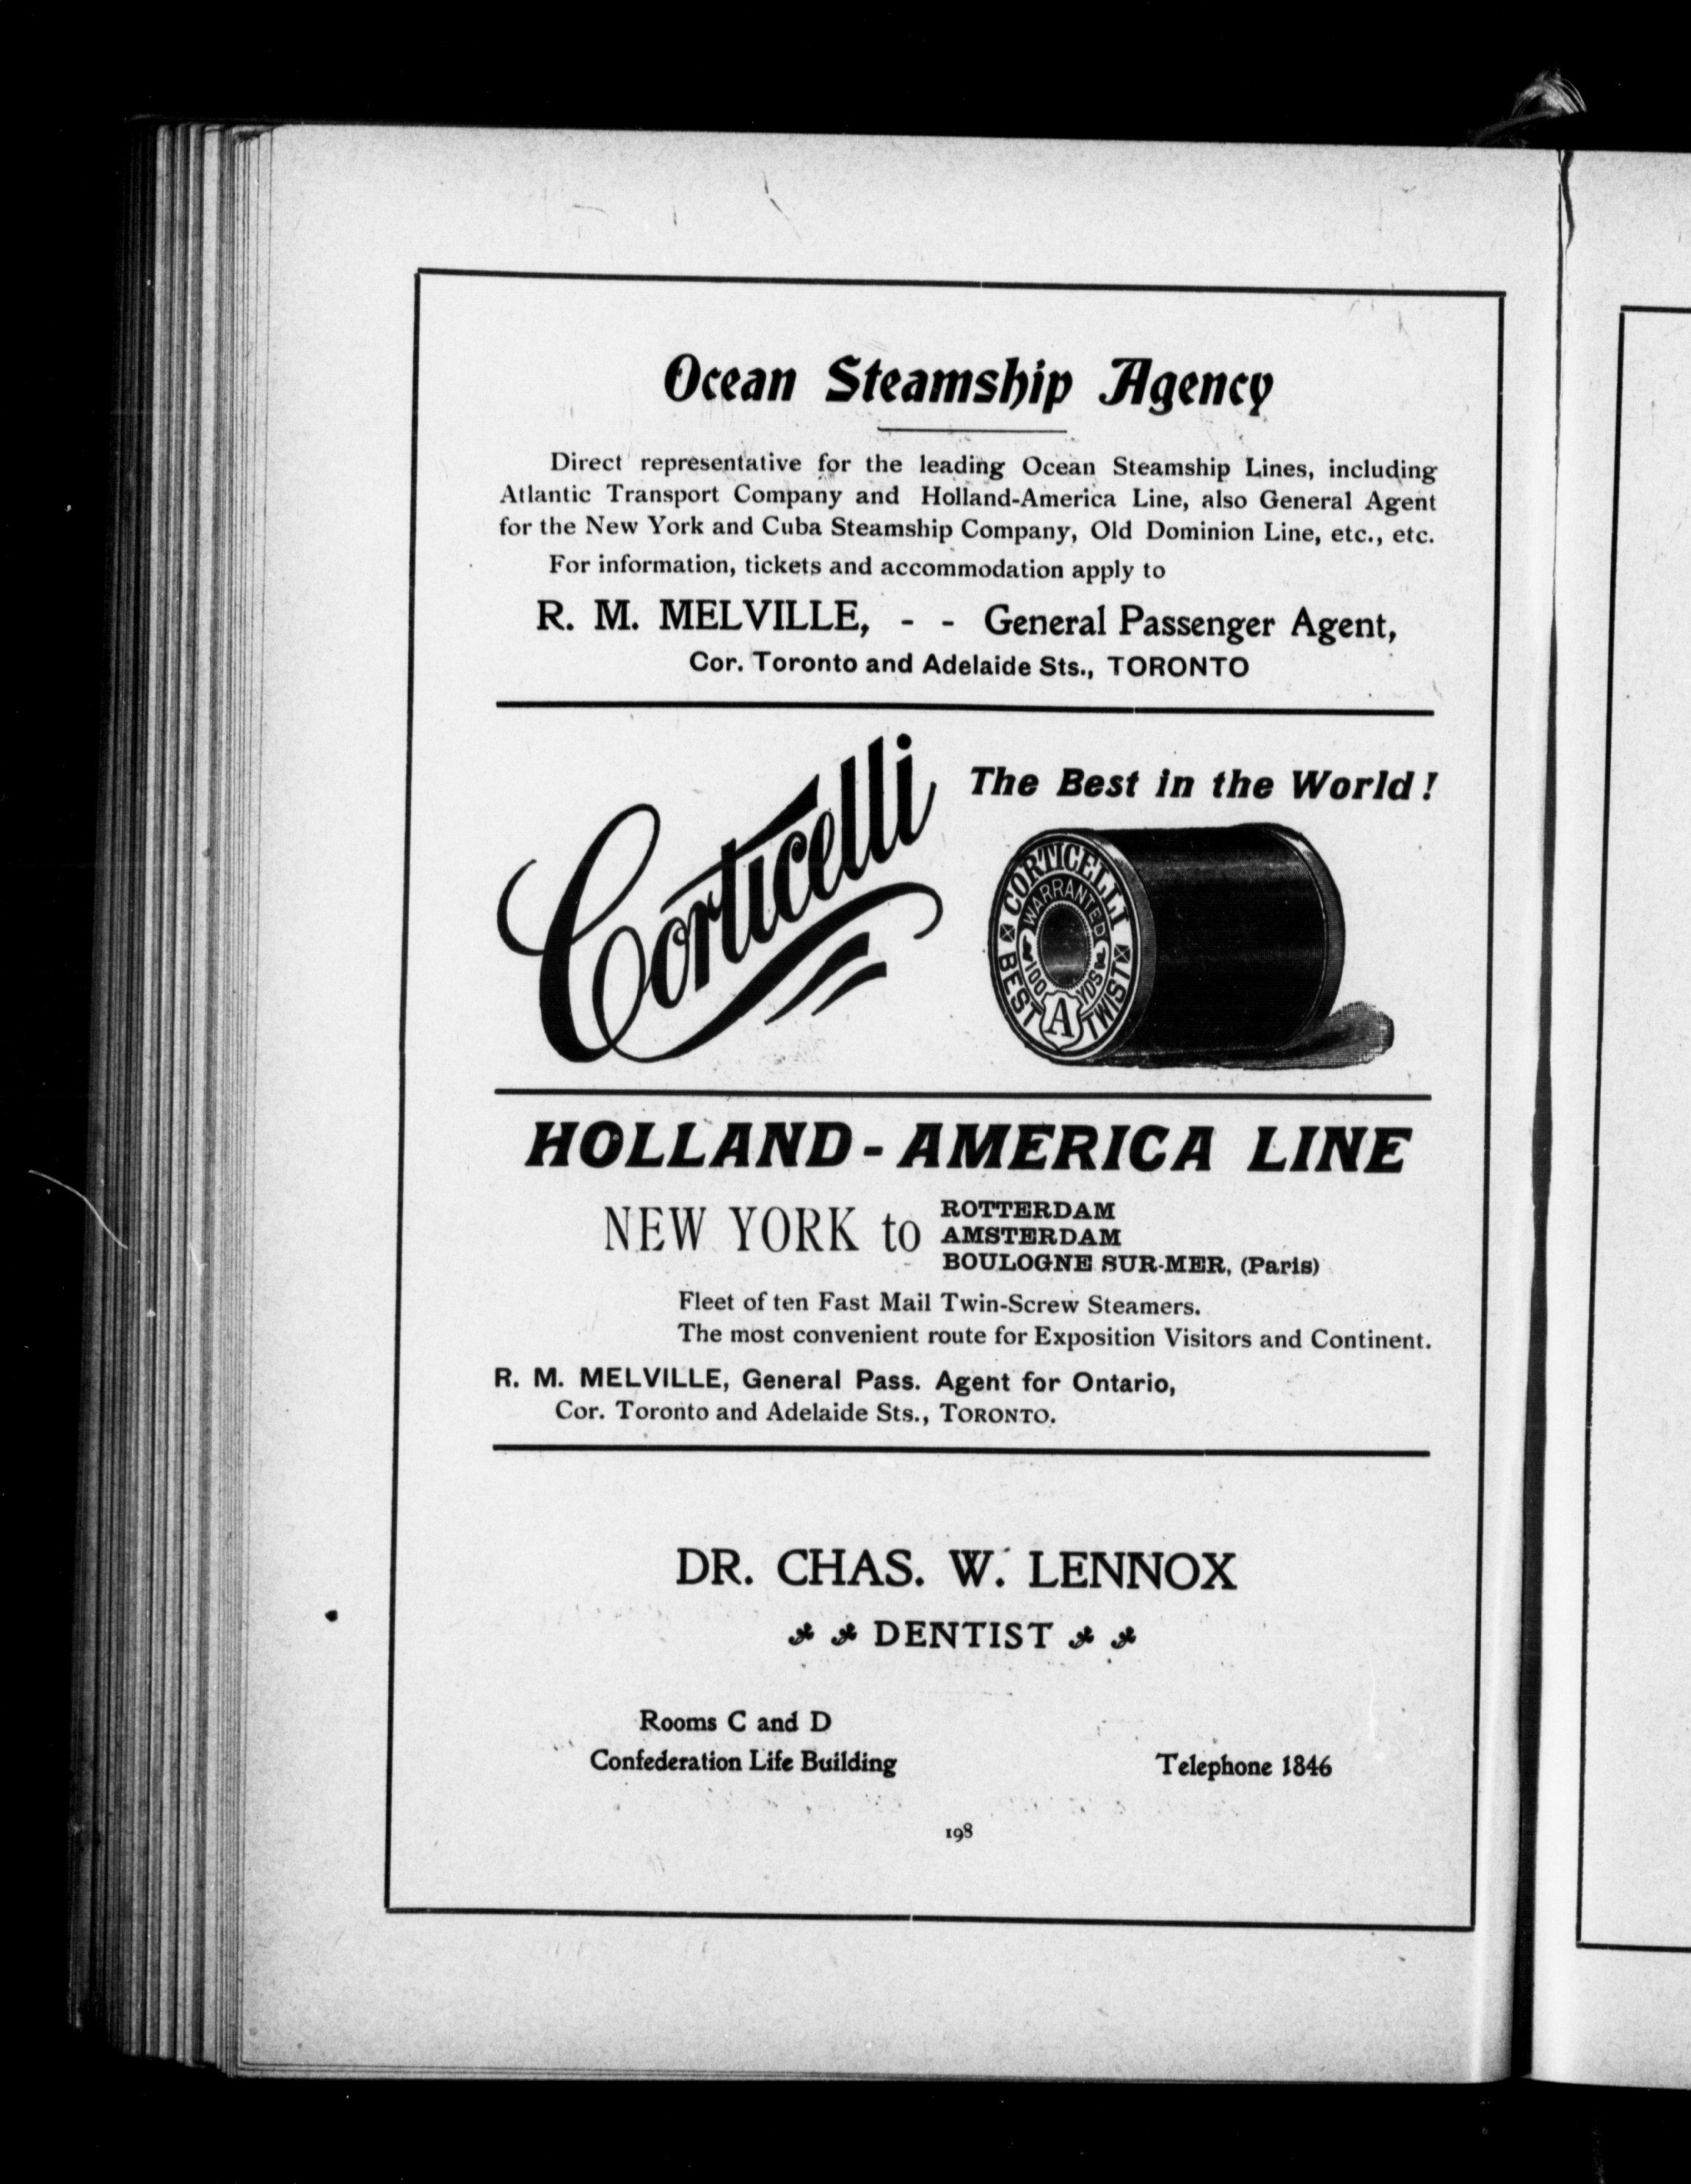 Ocean Steamship Agency
Direct representative for the leading Ocean Steamship Lines, including
Atlantic Transport Company and Holland-America Line, also General Agent
for the New York and Cuba Steamship Company, Old Dominion Line, etc., etc.
For information, tickets and accommodation apply to
R. M. MELVILLE, - - General Passenger Agent,
Cor. Toronto and Adelaide Sts., TORONTO
Corticelli
The Best in the World!
CORTICELLI
WARRANTED
100 YDS
BEST A TWIST
HOLLAND-AMERICA LINE
NEW YORK to
ROTTERDAM
AMSTERDAM
BOULOGNE SUR-MER, (Paris)
Fleet of ten Fast Mail Twin-Screw Steamers.
The most convenient route for Exposition Visitors and Continent.
R. M. MELVILLE, General Pass. Agent for Ontario,
Cor. Toronto and Adelaide Sts., TORONTO.
DR. CHAS. W. LENNOX
DENTIST
Rooms C and D
Confederation Life Building
Telephone 1846
198